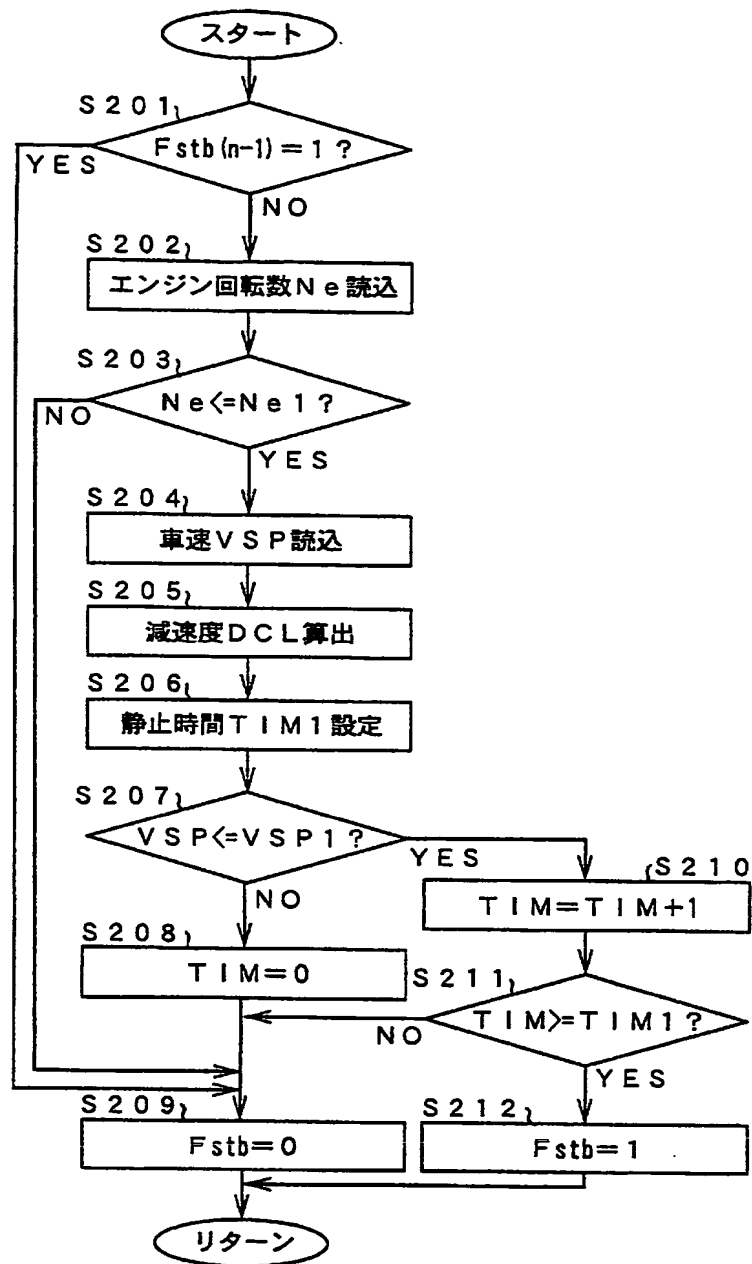 スタート
S201
Fstb(n-1)=1?
YES
NO
S202
エンジン回転数Ne読込
S203
Ne<=Ne1?
NO
YES
S204
車速VSP読込
S205
減速度DCL算出
S206
静止時間TIM1設定
S207
VSP<=VSP1?
YES
NO
S210
TIM=TIM+1
S208
TIM=0
S211
TIM>=TIM1?
NO
YES
S209
Fstb=0
S212
Fstb=1
リターン